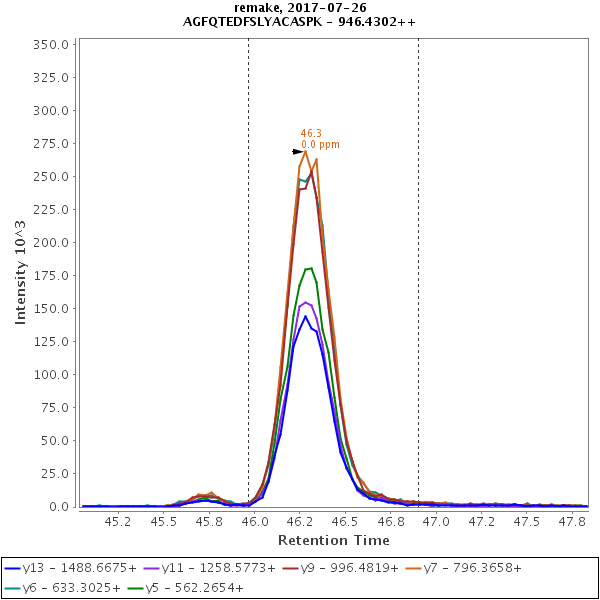 remake, 2017-07-26
AGFQTEDFSLYACASPK - 946.4302++
Intensity 10^3
350.0
325.0
300.0
275.0
250.0
225.0
200.0
175.0
150.0
125.0
100.0
75.0
50.0
25.0
0.0
46.3
0.0 ppm
45.2 45.5 45.8 46.0 46.2 46.5 46.8 47.0 47.2 47.5 47.8
Retention Time
y13 - 1488.6675+ y11 - 1258.5773+ y9 - 996.4819+ y7 - 796.3658+
y6 - 633.3025+ y5 - 562.2654+